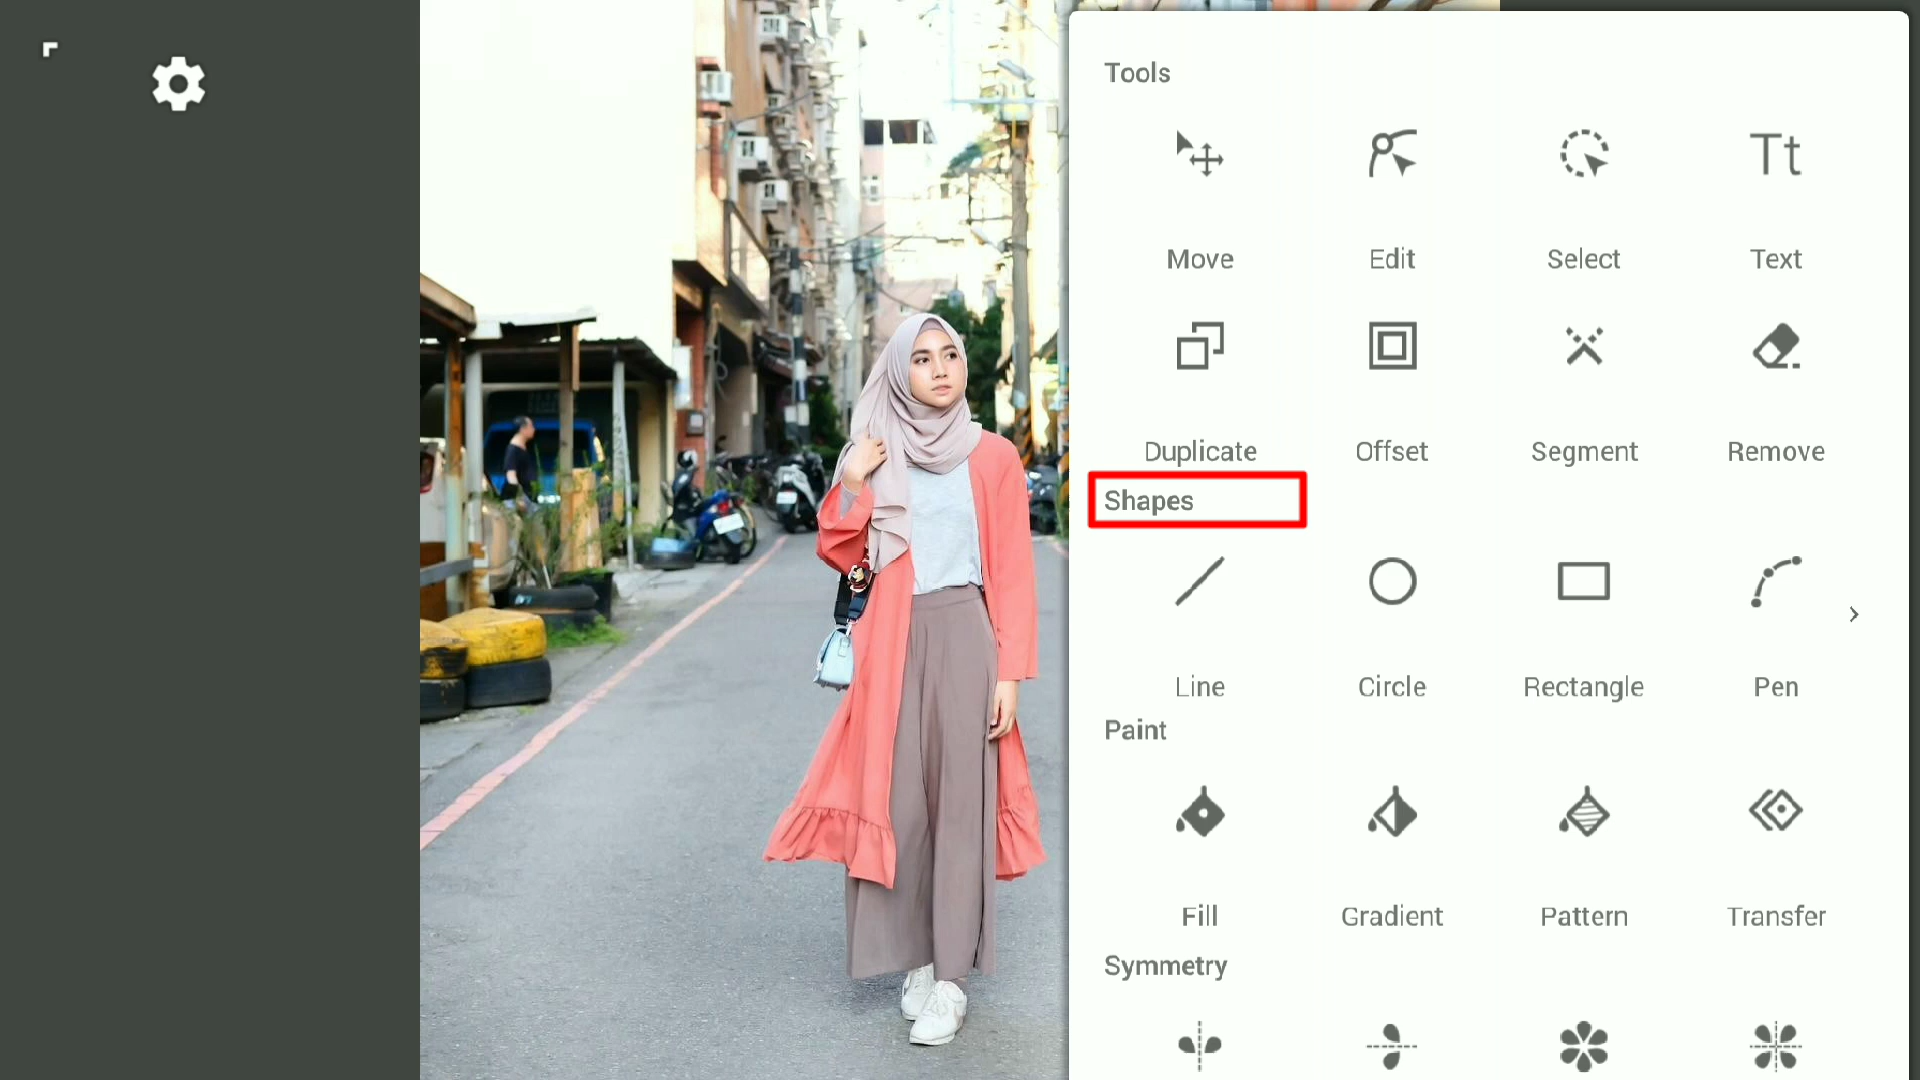 Tools
Move Edit Select Text
Duplicate Offset Segment Remove
Shapes
Line Circle Rectangle Pen
Paint
Fill Gradient Pattern Transfer
Symmetry